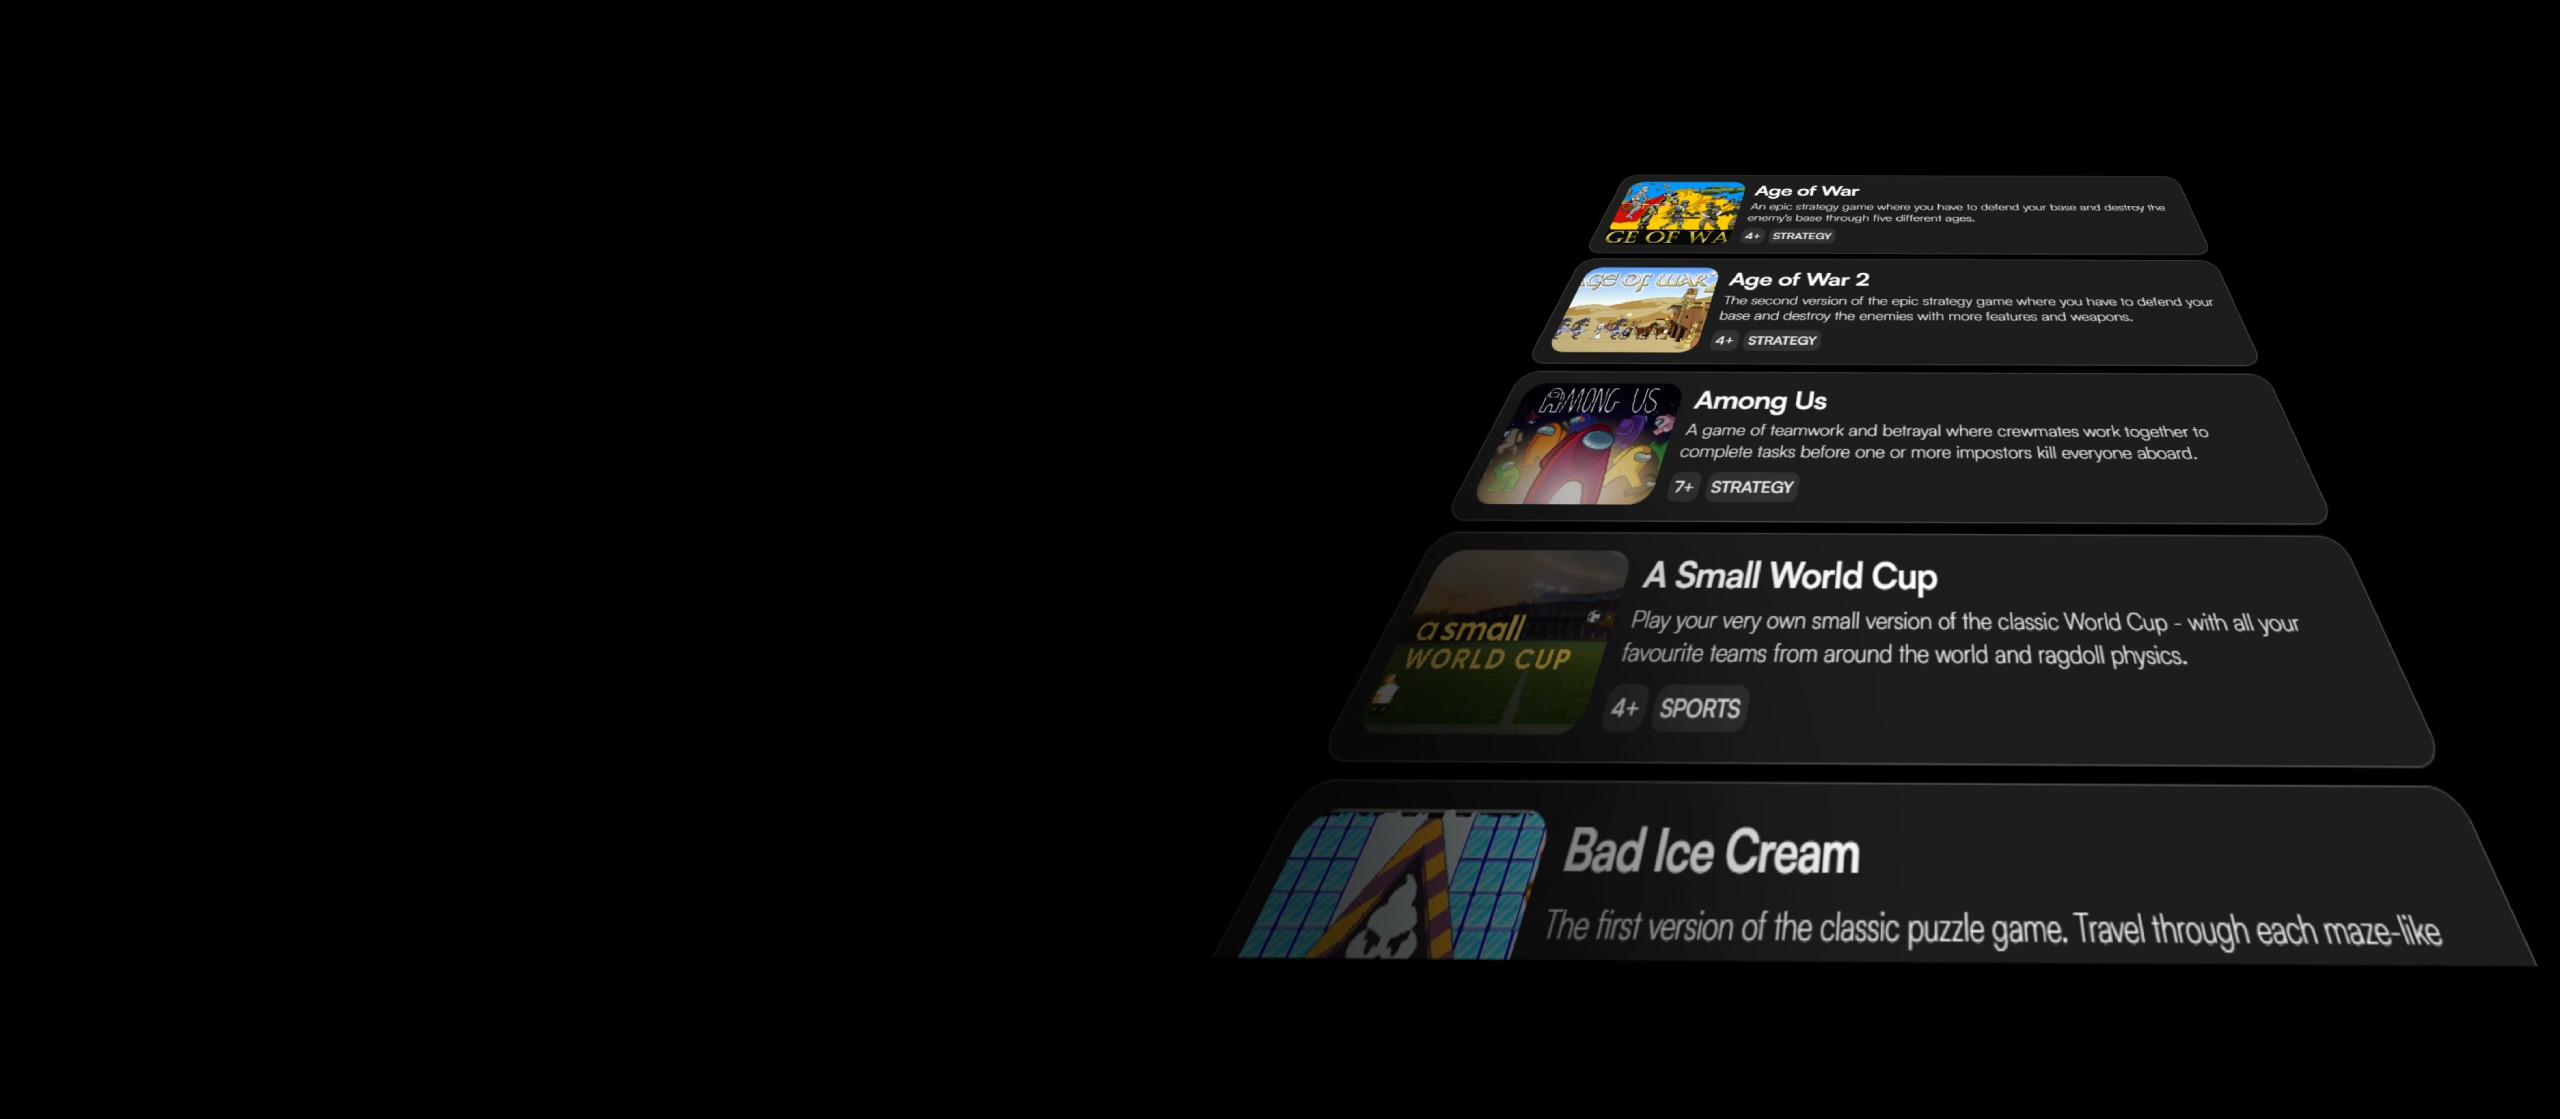 GE OF WA
Age of War
An epic strategy game where you have to defend your base and destroy the
enemy's base through five different ages.
4+ STRATEGY
AGE OF WAR 2
Age of War 2
The second version of the epic strategy game where you have to defend your
base and destroy the enemies with more features and weapons.
4+ STRATEGY
AMONG US
Among Us
A game of teamwork and betrayal where crewmates work together to
complete tasks before one or more impostors kill everyone aboard.
7+ STRATEGY
a small
WORLD CUP
A Small World Cup
Play your very own small version of the classic World Cup - with all your
favourite teams from around the world and ragdoll physics.
4+ SPORTS
Bad Ice Cream
The first version of the classic puzzle game. Travel through each maze-like